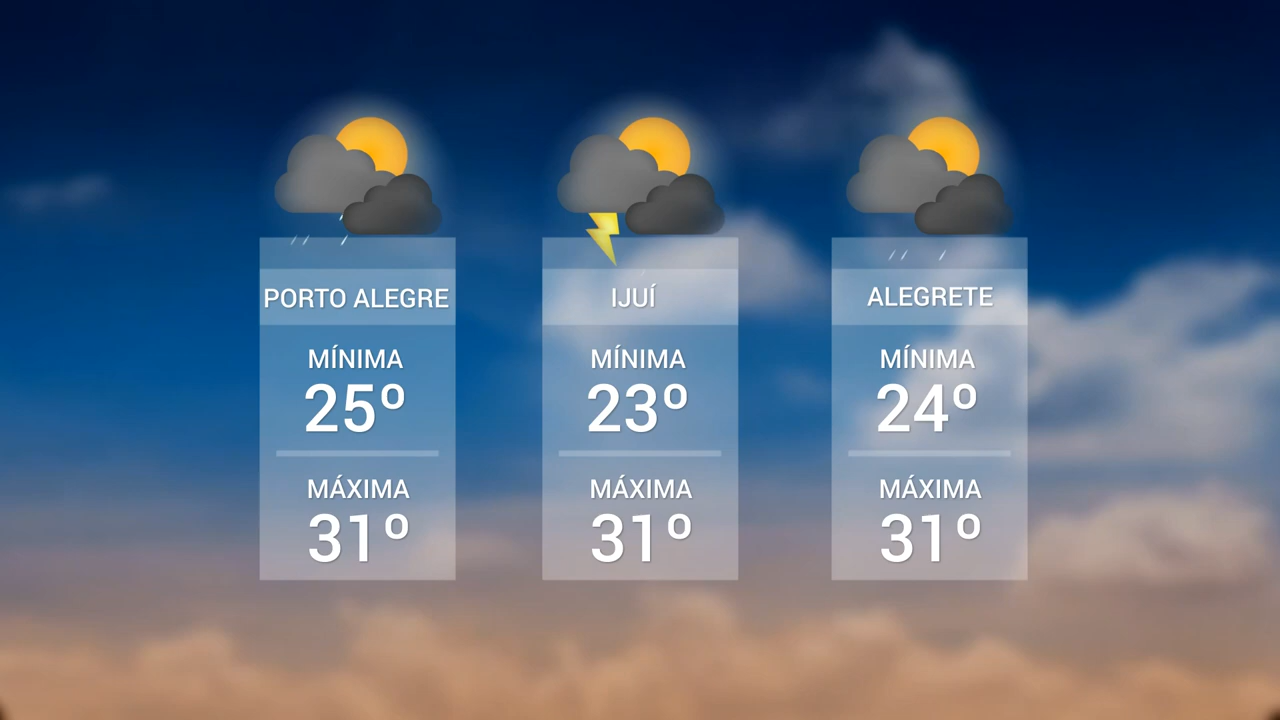 PORTO ALEGRE
MÍNIMA
25º
MÁXIMA
31º
IJUÍ
MÍNIMA
23º
MÁXIMA
31º
ALEGRETE
MÍNIMA
24º
MÁXIMA
31º